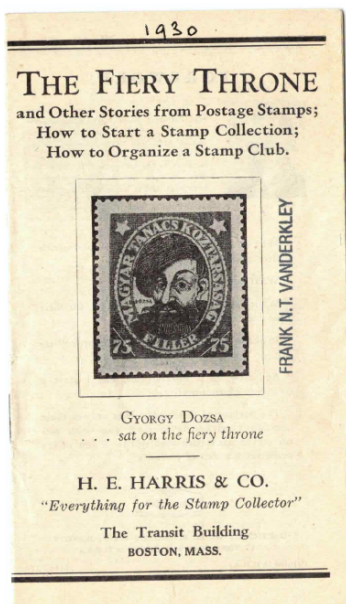 1930
THE FIERY THRONE
and Other Stories from Postage Stamps;
How to Start a Stamp Collection;
How to Organize a Stamp Club.
MAGYAR TANÁCS KÖZTÁRSASÁG
75 FILLÉR 75
FRANK N.T. VANDERKLEY
GYORGY DOZSA
. . . sat on the fiery throne
H. E. HARRIS & CO.
"Everything for the Stamp Collector"
The Transit Building
BOSTON, MASS.